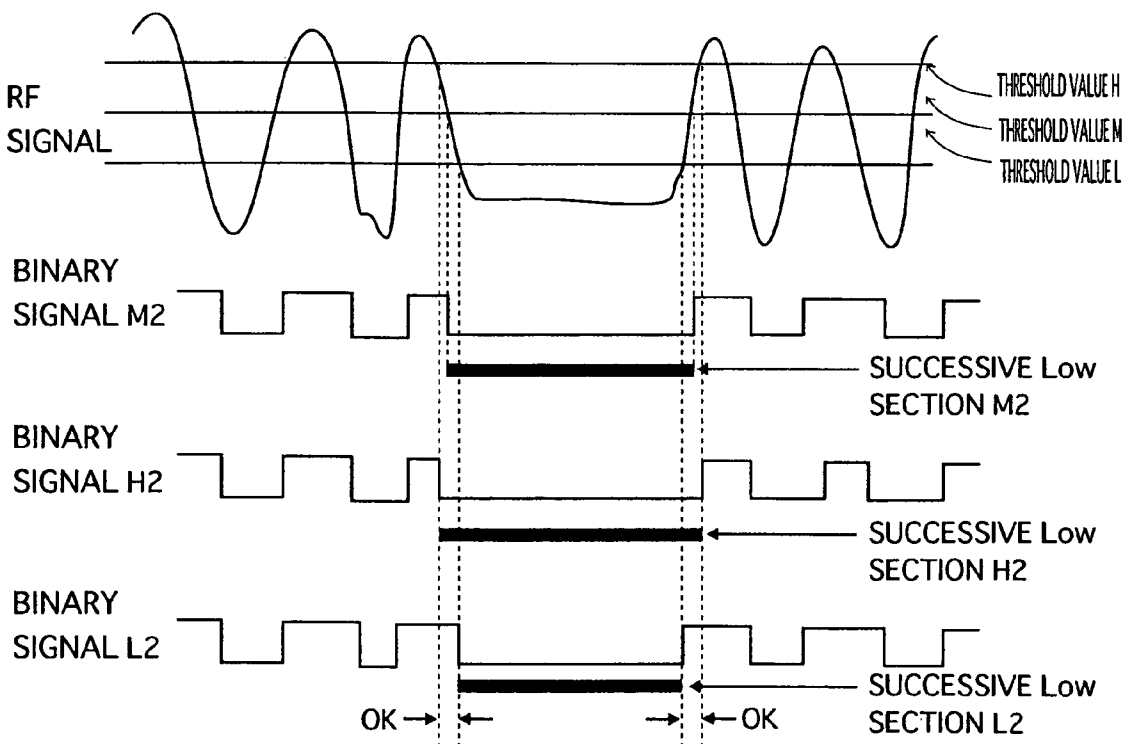 RF
SIGNAL
THRESHOLD VALUE H
THRESHOLD VALUE M
THRESHOLD VALUE L
BINARY
SIGNAL M2
SUCCESSIVE Low
SECTION M2
BINARY
SIGNAL H2
SUCCESSIVE Low
SECTION H2
BINARY
SIGNAL L2
SUCCESSIVE Low
SECTION L2
OK
OK